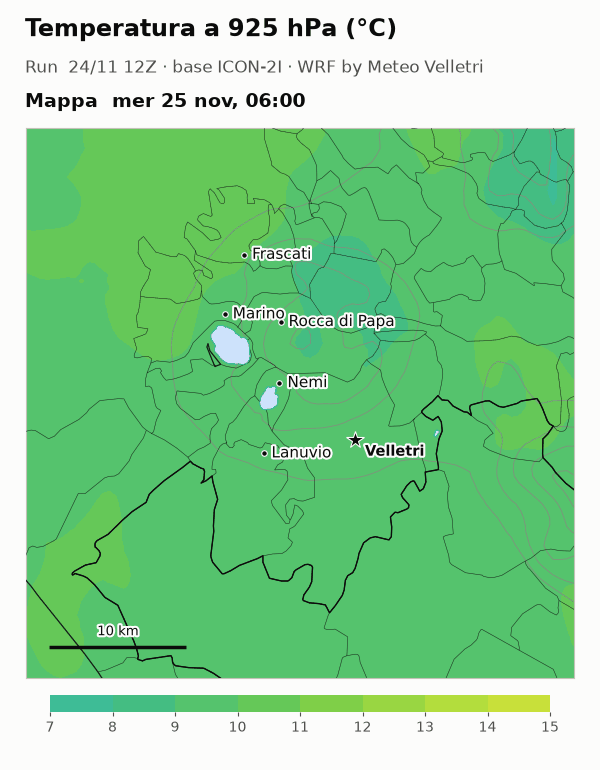 Temperatura a 925 hPa (°C)
Run  24/11 12Z · base ICON-2I · WRF by Meteo Velletri
Mappa  mer 25 nov, 06:00
Frascati
Marino
Rocca di Papa
Nemi
Velletri
Lanuvio
10 km
7 8 9 10 11 12 13 14 15